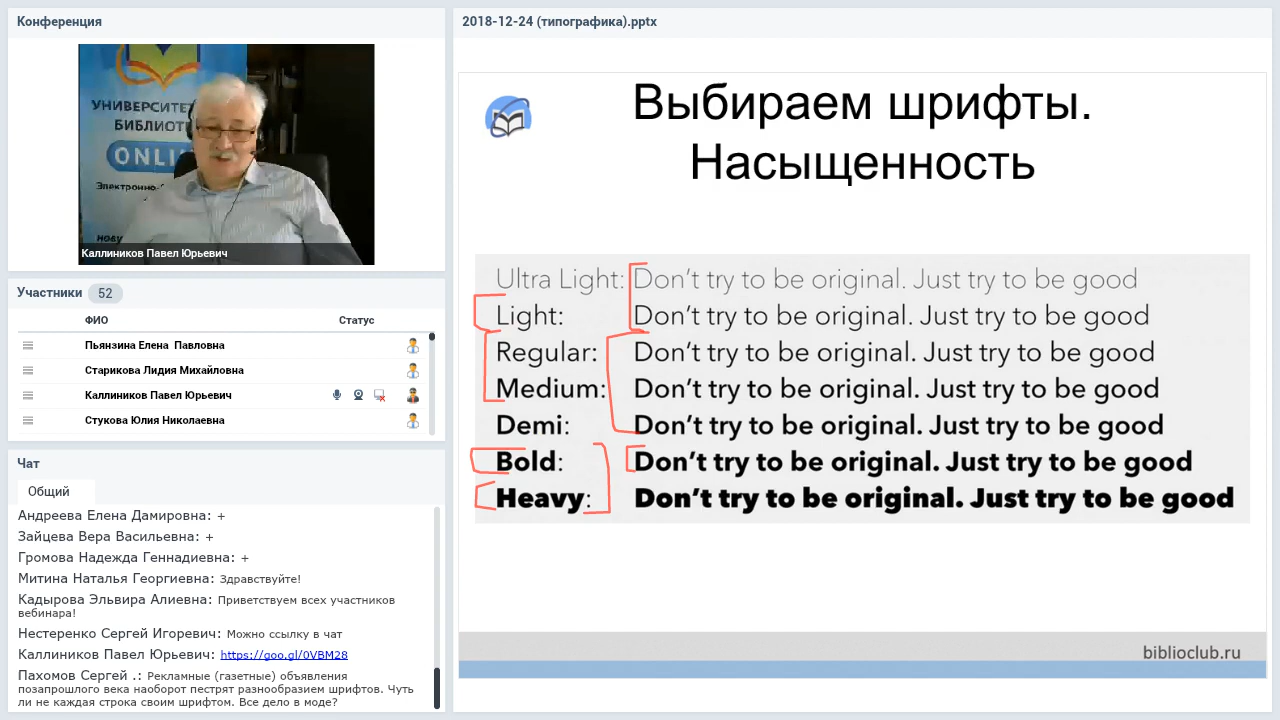 Конференция
УНИВЕРСИТЕ
БИБЛИОТ
ONLI
Каллиников Павел Юрьевич
Участники 52
ФИО Статус
Пьянзина Елена Павловна
Старикова Лидия Михайловна
Каллиников Павел Юрьевич
Стукова Юлия Николаевна
Чат
Общий
Андреева Елена Дамировна: +
Зайцева Вера Васильевна: +
Громова Надежда Геннадиевна: +
Митина Наталья Георгиевна: Здравствуйте!
Кадырова Эльвира Алиевна: Приветствуем всех участников
вебинара!
Нестеренко Сергей Игоревич: Можно ссылку в чат
Каллиников Павел Юрьевич: https://goo.gl/0VBM28
Пахомов Сергей .: Рекламные (газетные) объявления
позапрошлого века наоборот пестрят разнообразием шрифтов. Чуть
ли не каждая строка своим шрифтом. Все дело в моде?
2018-12-24 (типографика).pptx
Выбираем шрифты.
Насыщенность
Ultra Light: Don’t try to be original. Just try to be good
Light: Don’t try to be original. Just try to be good
Regular: Don’t try to be original. Just try to be good
Medium: Don’t try to be original. Just try to be good
Demi: Don’t try to be original. Just try to be good
Bold: Don’t try to be original. Just try to be good
Heavy: Don’t try to be original. Just try to be good
biblioclub.ru